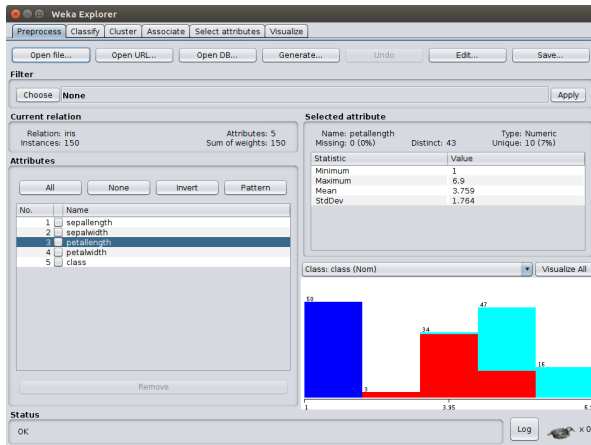 Weka Explorer
Preprocess Classify Cluster Associate Select attributes Visualize
Open file... Open URL... Open DB... Generate... Undo Edit... Save...
Filter
Choose None Apply
Current relation
Relation: iris Attributes: 5
Instances: 150 Sum of weights: 150
Attributes
All None Invert Pattern
No. Name
1 sepallength
2 sepalwidth
3 petallength
4 petalwidth
5 class
Remove
Selected attribute
Name: petallength Type: Numeric
Missing: 0 (0%) Distinct: 43 Unique: 10 (7%)
Statistic Value
Minimum 1
Maximum 6.9
Mean 3.759
StdDev 1.764
Class: class (Nom) Visualize All
50
3
34
47
16
1 3.95
Status
OK
Log x 0